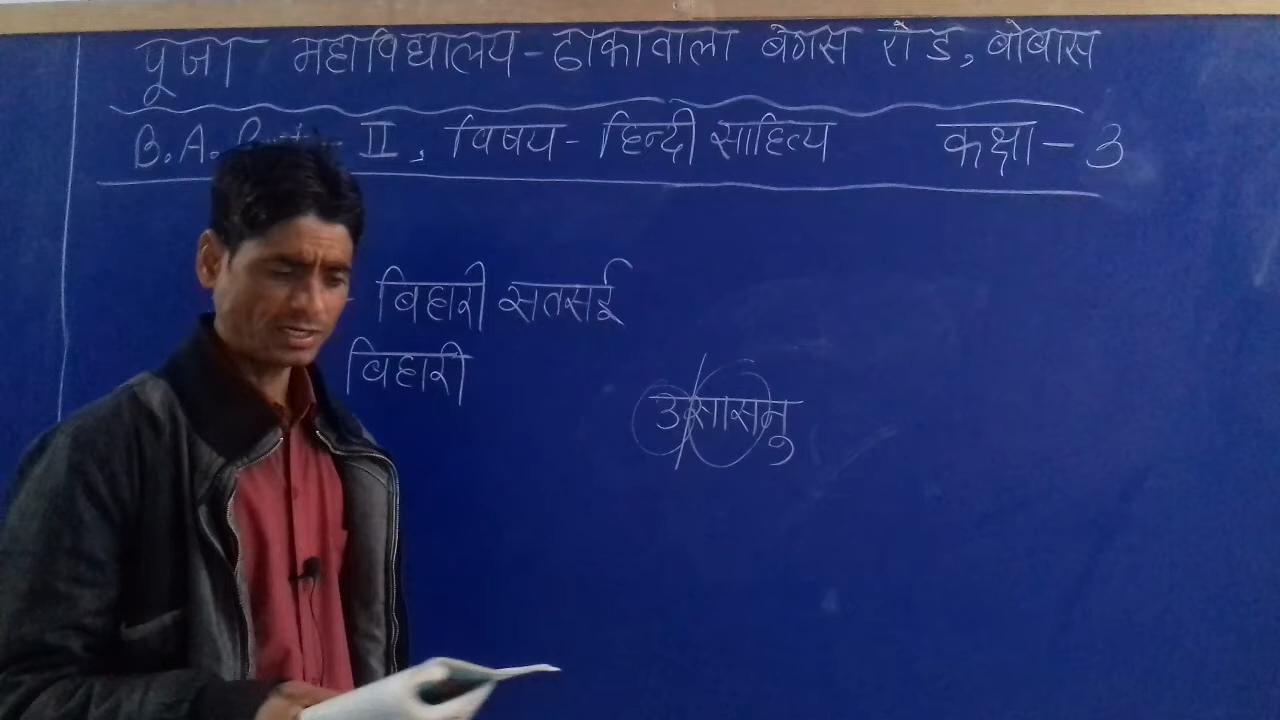 पूजा महाविद्यालय - ढाकावाला बेगस रोड, बोबास
B.A. II, विषय - हिन्दी साहित्य कक्षा - 3
बिहारी सतसई
बिहारी
उसासनु